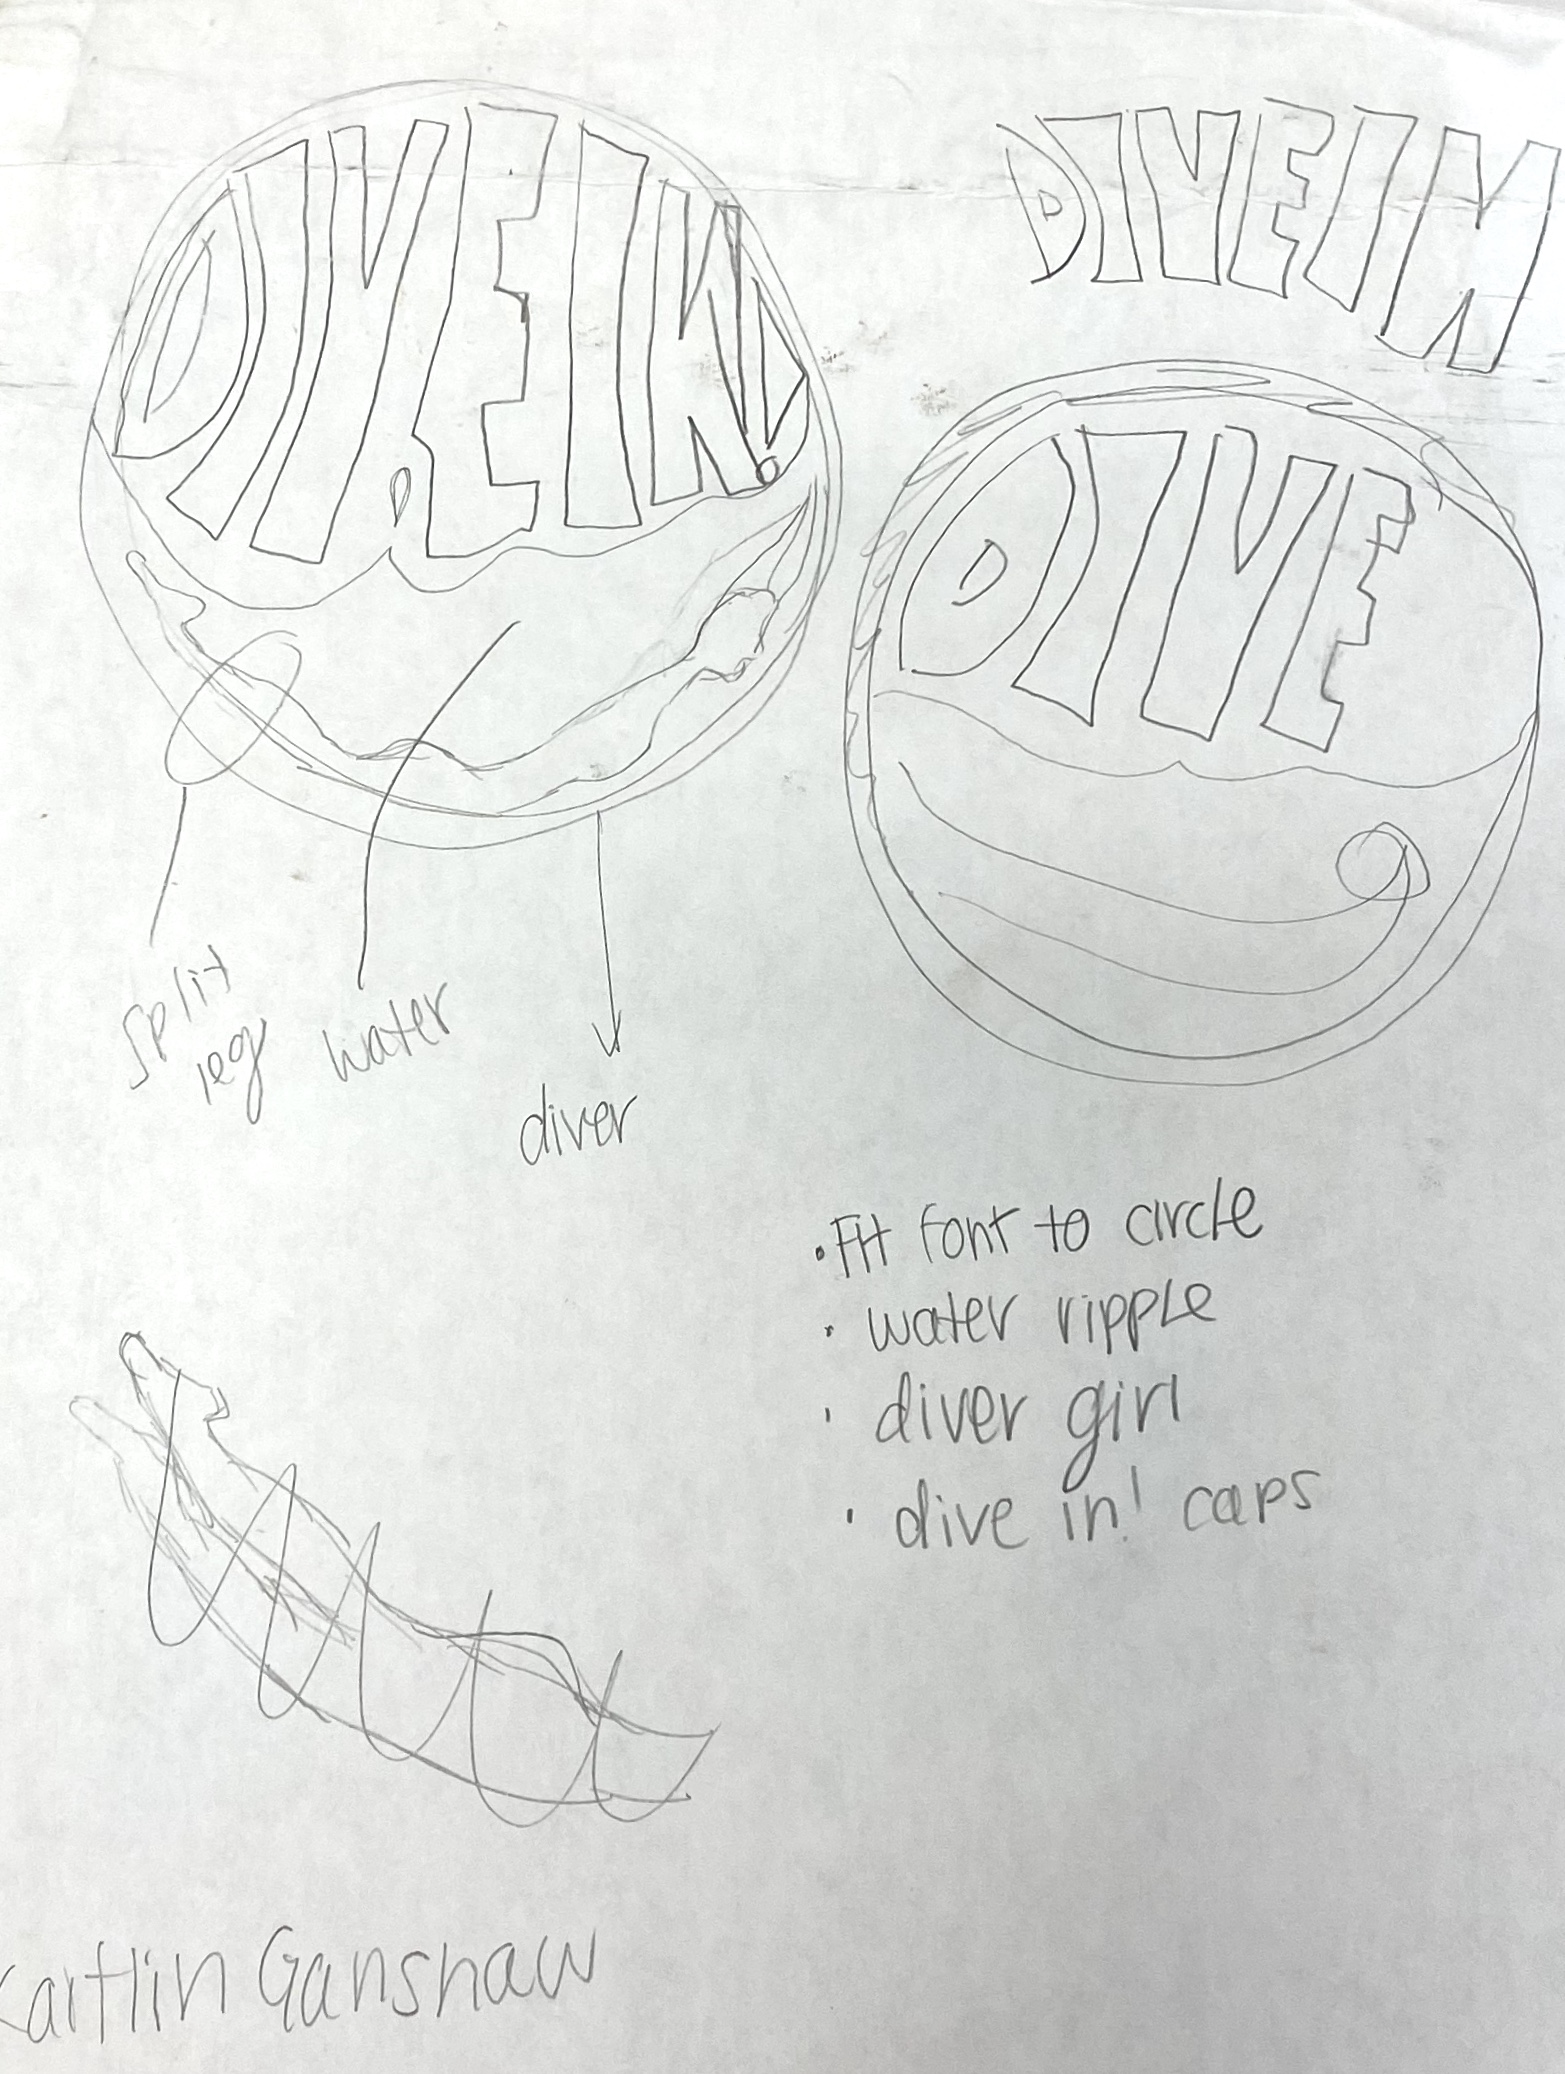 DIVE IN!
DIVE IN
DIVE
split
leg
water
diver
• Fit font to circle
• water ripple
• diver girl
• dive in! caps
Kaitlin Ganshaw